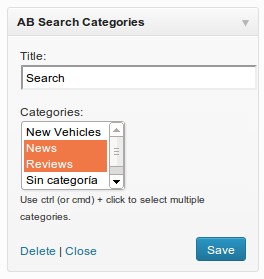 AB Search Categories
Title:
Search
Categories:
New Vehicles
News
Reviews
Sin categoría
Use ctrl (or cmd) + click to select multiple
categories.
Delete | Close
Save